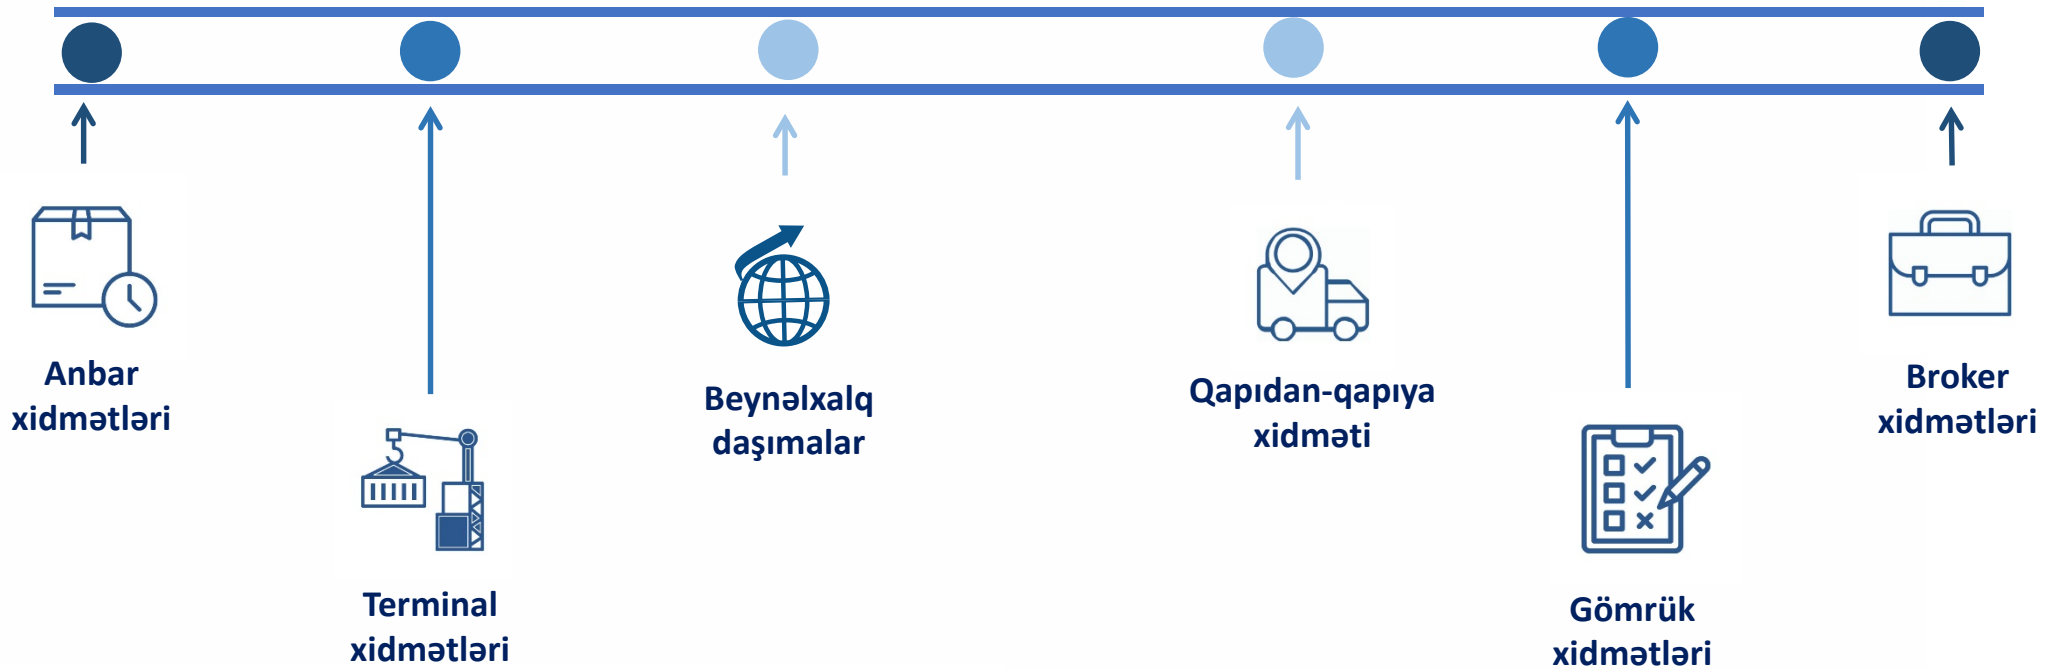 Anbar
xidmətləri
Terminal
xidmətləri
Beynəlxalq
daşımalar
Qapıdan-qapıya
xidməti
Gömrük
xidmətləri
Broker
xidmətləri